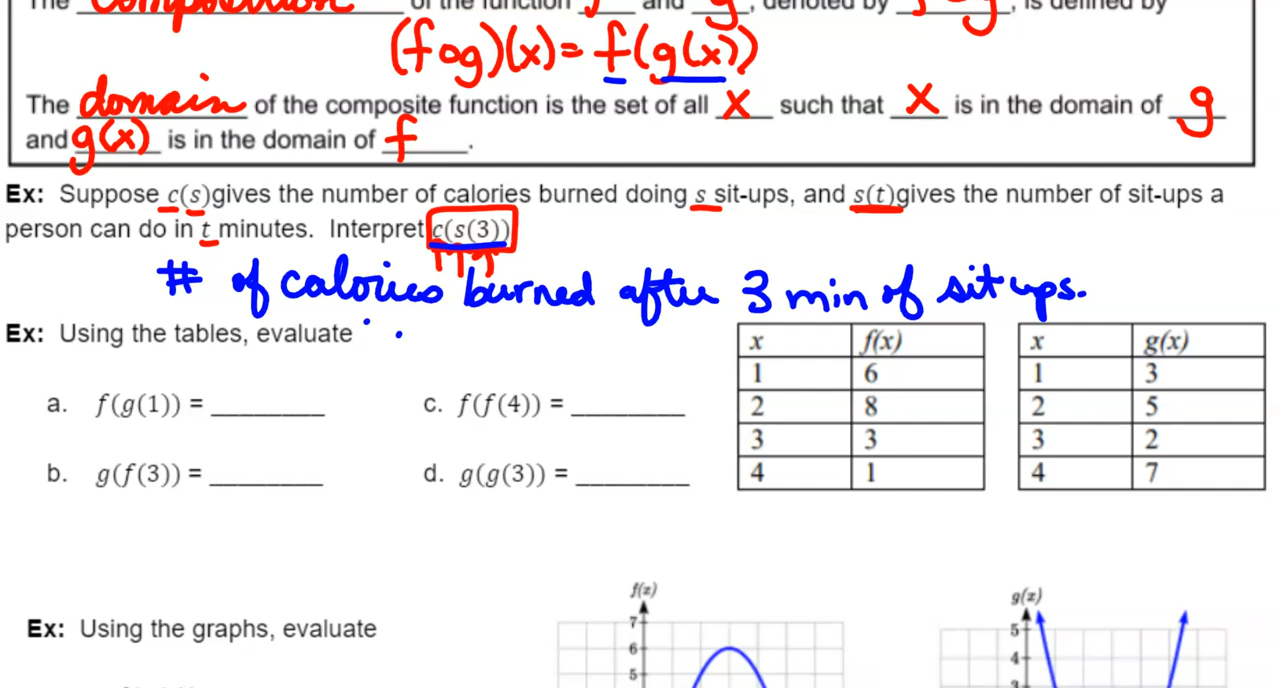 The composition of the function and g, denoted by g, is defined by
(fog)(x) = f(g(x))
The domain of the composite function is the set of all x such that x is in the domain of g
and g(x) is in the domain of f.
Ex: Suppose c(s)gives the number of calories burned doing s sit-ups, and s(t)gives the number of sit-ups a
person can do in t minutes. Interpret c(s(3))
# of calories burned after 3 min of sit ups.
Ex: Using the tables, evaluate
a. f(g(1)) = ________
c. f(f(4)) = ________
b. g(f(3)) = ________
d. g(g(3)) = ________
x f(x)
1 6
2 8
3 3
4 1
x g(x)
1 3
2 5
3 2
4 7
Ex: Using the graphs, evaluate
f(x)
7
6
5
g(x)
5
4
3